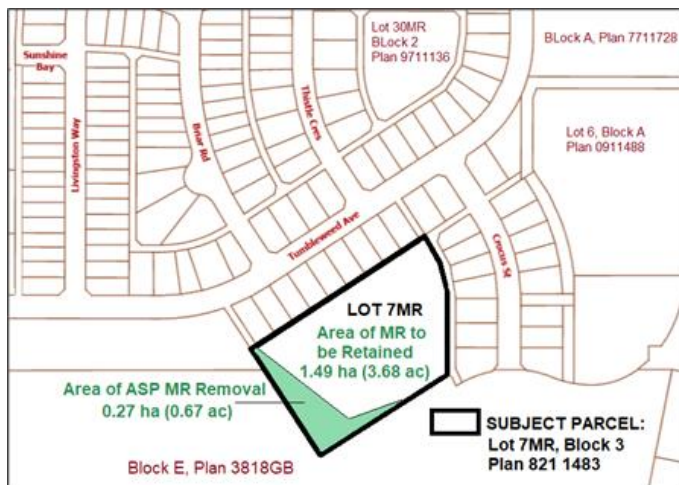 Sunshine
Bay
Livingston Way
Briar Rd
Thistle Cres
Lot 30MR
BLock 2
Plan 9711136
BLock A, Plan 7711728
Lot 6, Block A
Plan 0911488
Tumbleweed Ave
Crocus St
LOT 7MR
Area of MR to
be Retained
1.49 ha (3.68 ac)
Area of ASP MR Removal
0.27 ha (0.67 ac)
SUBJECT PARCEL:
Lot 7MR, Block 3
Plan 821 1483
Block E, Plan 3818GB